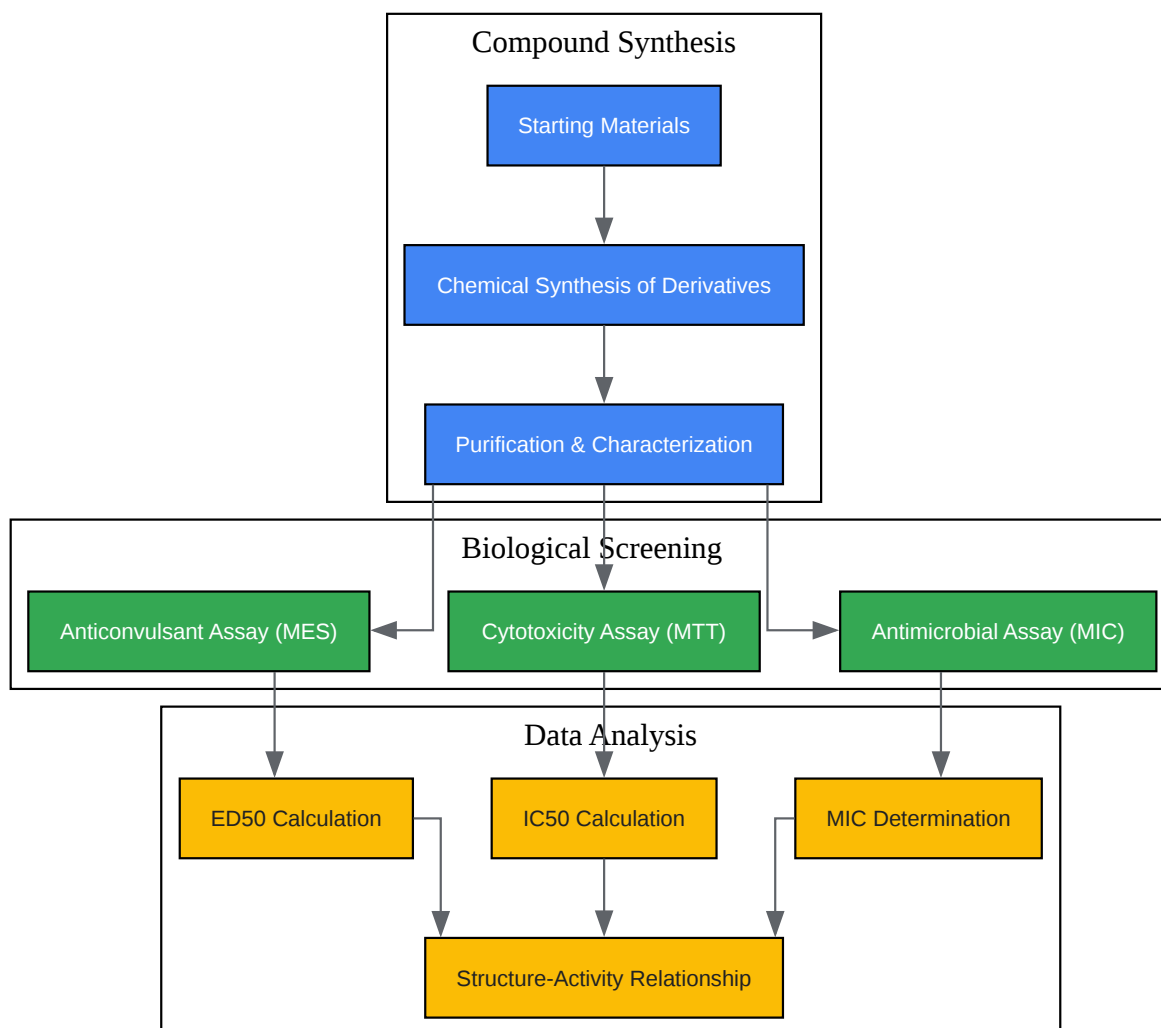 Compound Synthesis
Starting Materials
Chemical Synthesis of Derivatives
Purification & Characterization
Biological Screening
Anticonvulsant Assay (MES)
Cytotoxicity Assay (MTT)
Antimicrobial Assay (MIC)
Data Analysis
ED50 Calculation
IC50 Calculation
MIC Determination
Structure-Activity Relationship